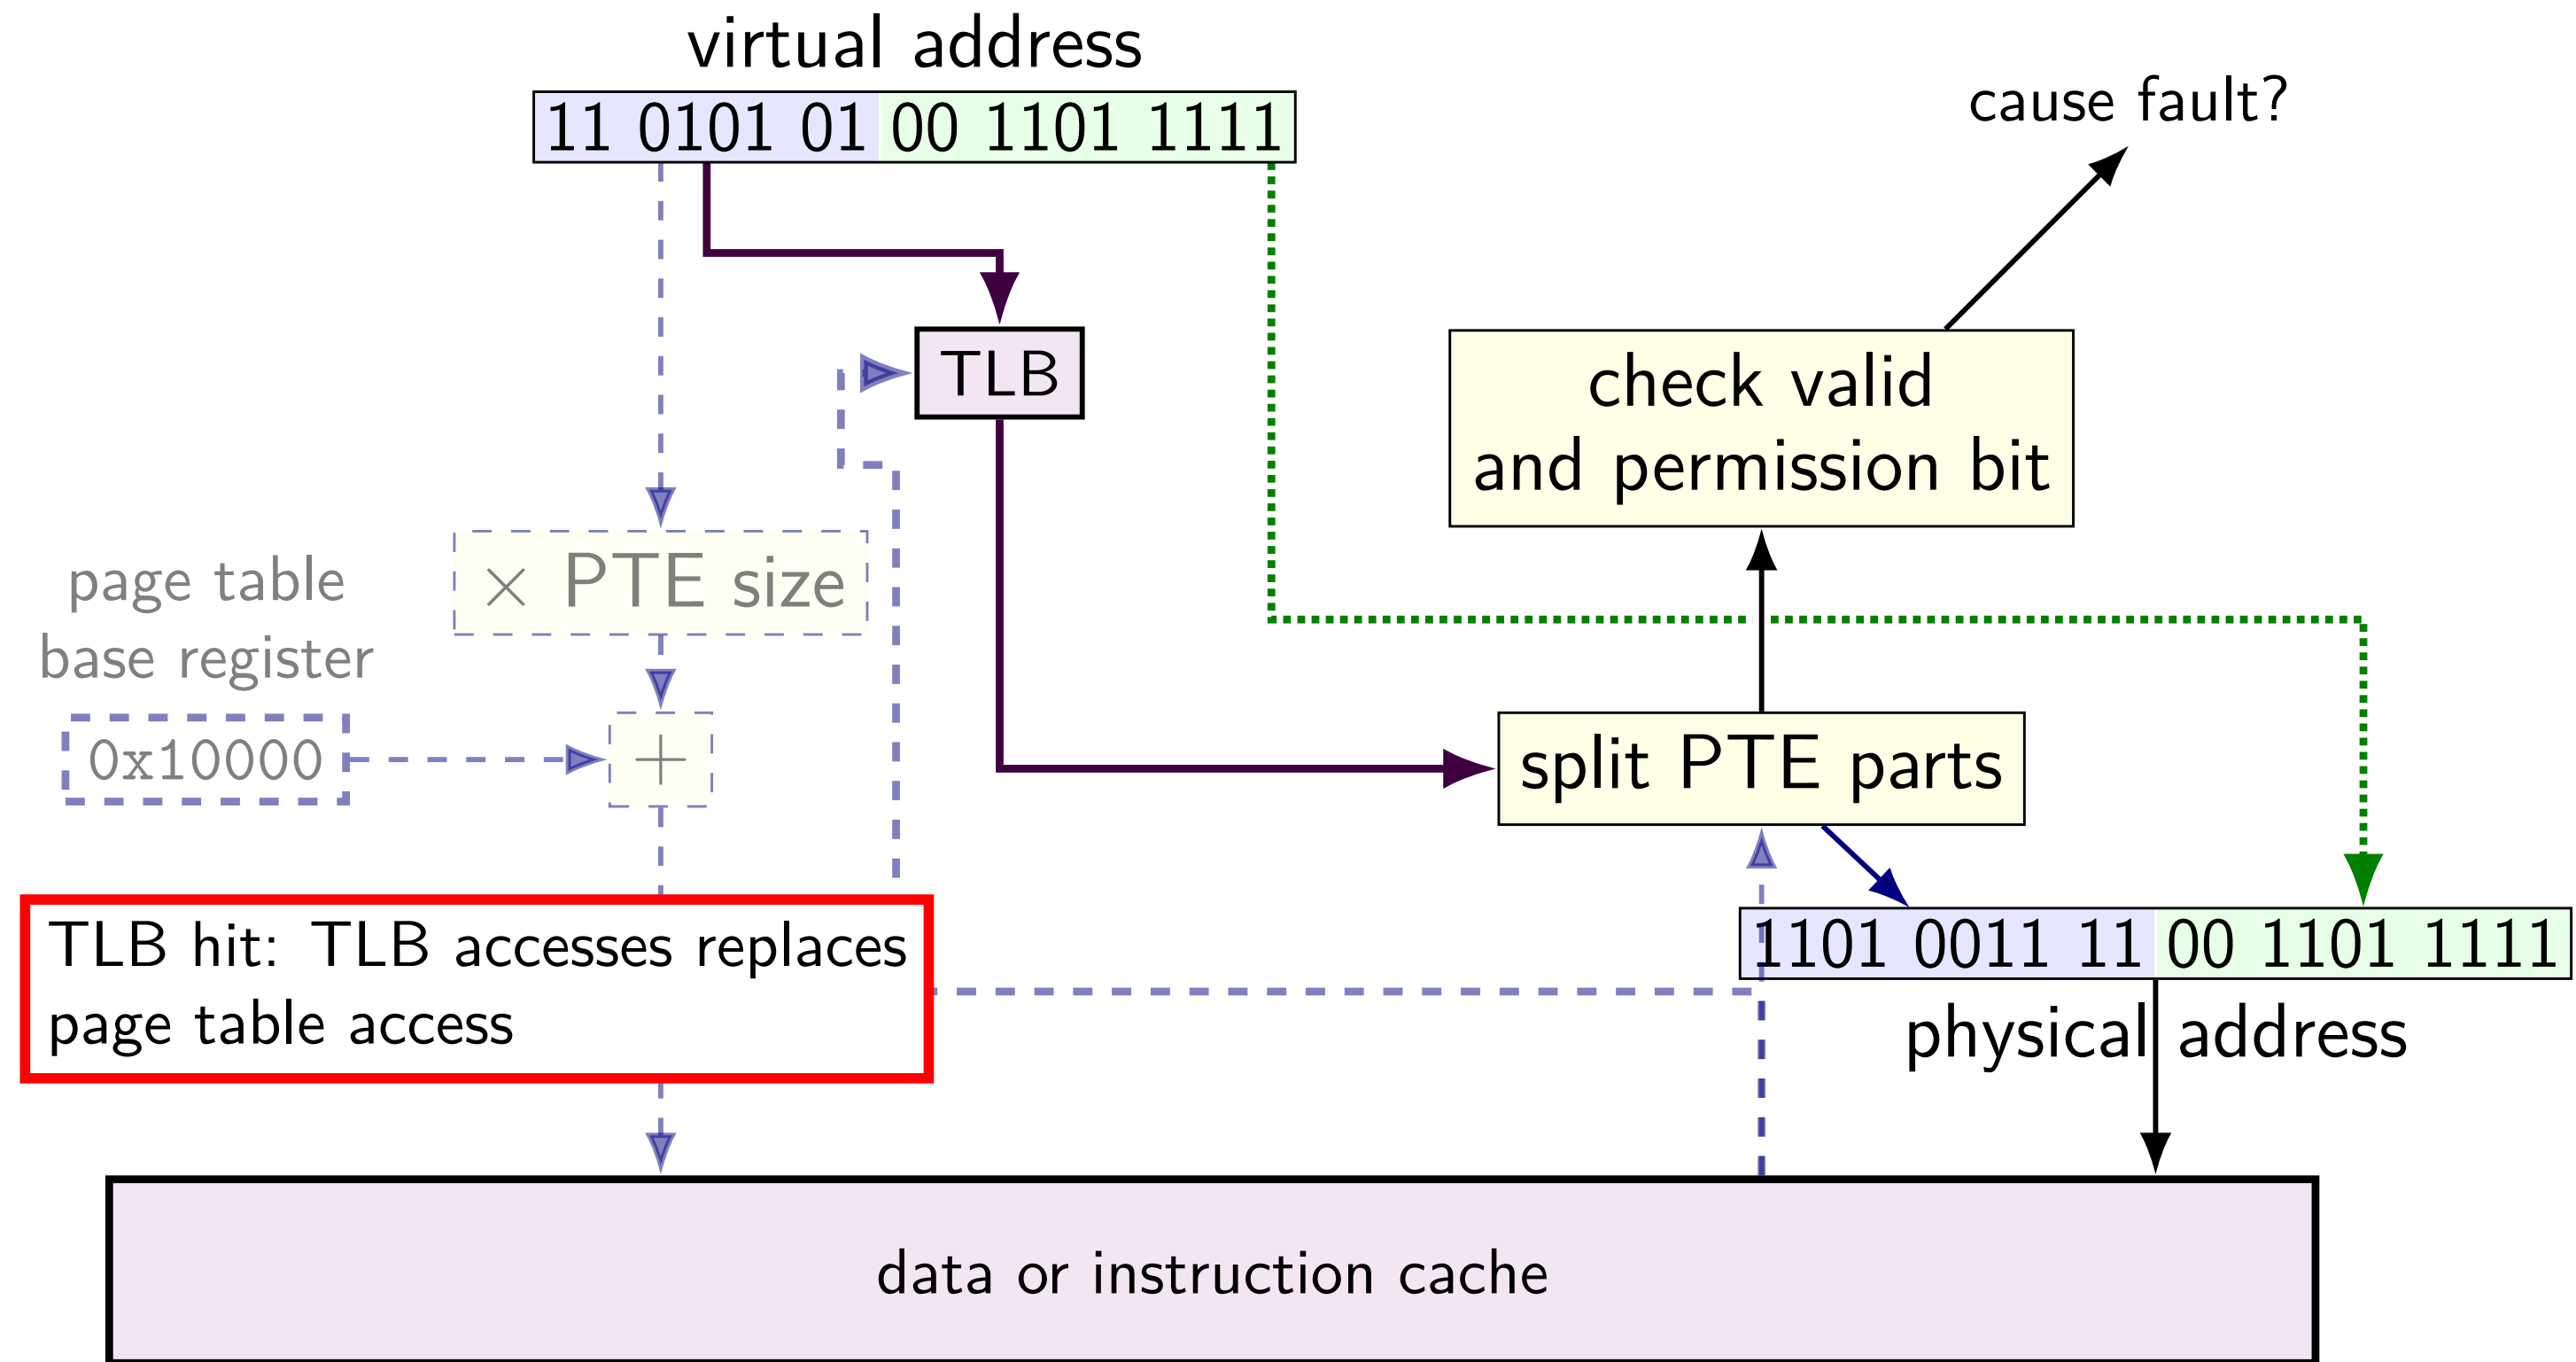 virtual address
11 0101 01 00 1101 1111
cause fault?
TLB
check valid
and permission bit
× PTE size
page table
base register
0x10000
+
split PTE parts
TLB hit: TLB accesses replaces
page table access
1101 0011 11 00 1101 1111
physical address
data or instruction cache